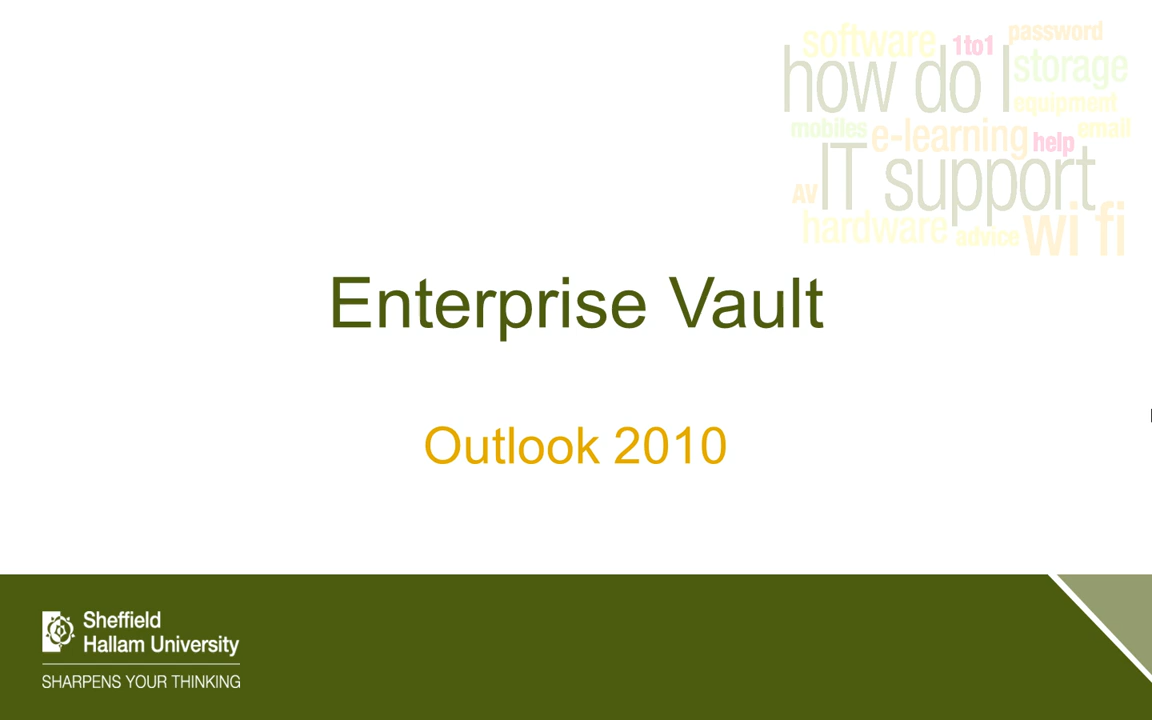 software 1to1 password
how do I storage
equipment
mobiles e-learning help email
AV IT support
hardware advice wi fi
Enterprise Vault
Outlook 2010
Sheffield
Hallam University
SHARPENS YOUR THINKING